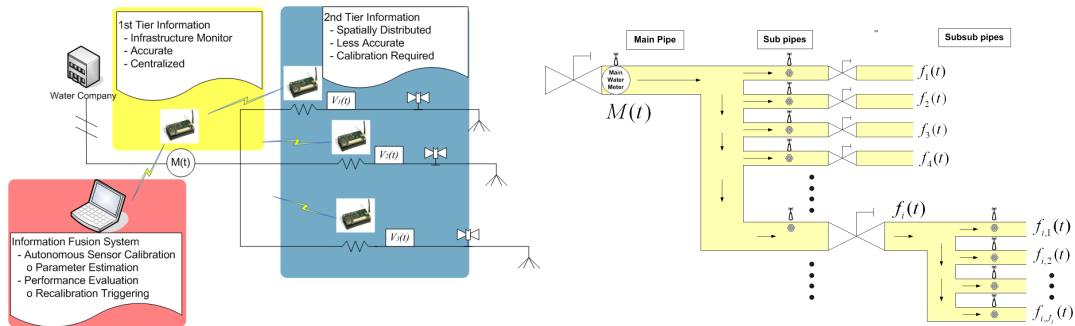 1st Tier Information
- Infrastructure Monitor
- Accurate
- Centralized
2nd Tier Information
- Spatially Distributed
- Less Accurate
- Calibration Required
Water Company
V₁(t)
V₂(t)
V₃(t)
M(t)
Information Fusion System
- Autonomous Sensor Calibration
o Parameter Estimation
- Performance Evaluation
o Recalibration Triggering
Main Pipe
Sub pipes
"
Subsub pipes
Main
Water
Meter
M(t)
f₁(t)
f₂(t)
f₃(t)
f₄(t)
fᵢ(t)
fᵢ,₁(t)
fᵢ,₂(t)
fᵢ,Jᵢ(t)